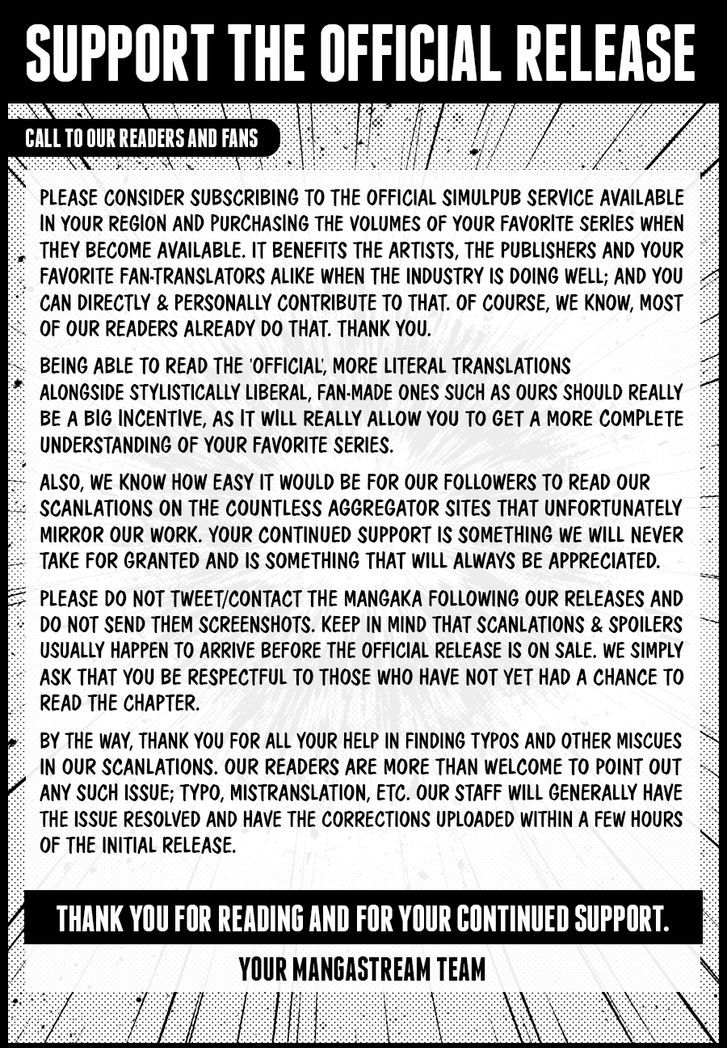 SUPPORT THE OFFICIAL RELEASE
CALL TO OUR READERS AND FANS
PLEASE CONSIDER SUBSCRIBING TO THE OFFICIAL SIMULPUB SERVICE AVAILABLE
IN YOUR REGION AND PURCHASING THE VOLUMES OF YOUR FAVORITE SERIES WHEN
THEY BECOME AVAILABLE. IT BENEFITS THE ARTISTS, THE PUBLISHERS AND YOUR
FAVORITE FAN-TRANSLATORS ALIKE WHEN THE INDUSTRY IS DOING WELL; AND YOU
CAN DIRECTLY & PERSONALLY CONTRIBUTE TO THAT. OF COURSE, WE KNOW, MOST
OF OUR READERS ALREADY DO THAT. THANK YOU.
BEING ABLE TO READ THE 'OFFICIAL', MORE LITERAL TRANSLATIONS
ALONGSIDE STYLISTICALLY LIBERAL, FAN-MADE ONES SUCH AS OURS SHOULD REALLY
BE A BIG INCENTIVE, AS IT WILL REALLY ALLOW YOU TO GET A MORE COMPLETE
UNDERSTANDING OF YOUR FAVORITE SERIES.
ALSO, WE KNOW HOW EASY IT WOULD BE FOR OUR FOLLOWERS TO READ OUR
SCANLATIONS ON THE COUNTLESS AGGREGATOR SITES THAT UNFORTUNATELY
MIRROR OUR WORK. YOUR CONTINUED SUPPORT IS SOMETHING WE WILL NEVER
TAKE FOR GRANTED AND IS SOMETHING THAT WILL ALWAYS BE APPRECIATED.
PLEASE DO NOT TWEET/CONTACT THE MANGAKA FOLLOWING OUR RELEASES AND
DO NOT SEND THEM SCREENSHOTS. KEEP IN MIND THAT SCANLATIONS & SPOILERS
USUALLY HAPPEN TO ARRIVE BEFORE THE OFFICIAL RELEASE IS ON SALE. WE SIMPLY
ASK THAT YOU BE RESPECTFUL TO THOSE WHO HAVE NOT YET HAD A CHANCE TO
READ THE CHAPTER.
BY THE WAY, THANK YOU FOR ALL YOUR HELP IN FINDING TYPOS AND OTHER MISCUES
IN OUR SCANLATIONS. OUR READERS ARE MORE THAN WELCOME TO POINT OUT
ANY SUCH ISSUE; TYPO, MISTRANSLATION, ETC. OUR STAFF WILL GENERALLY HAVE
THE ISSUE RESOLVED AND HAVE THE CORRECTIONS UPLOADED WITHIN A FEW HOURS
OF THE INITIAL RELEASE.
THANK YOU FOR READING AND FOR YOUR CONTINUED SUPPORT.
YOUR MANGASTREAM TEAM